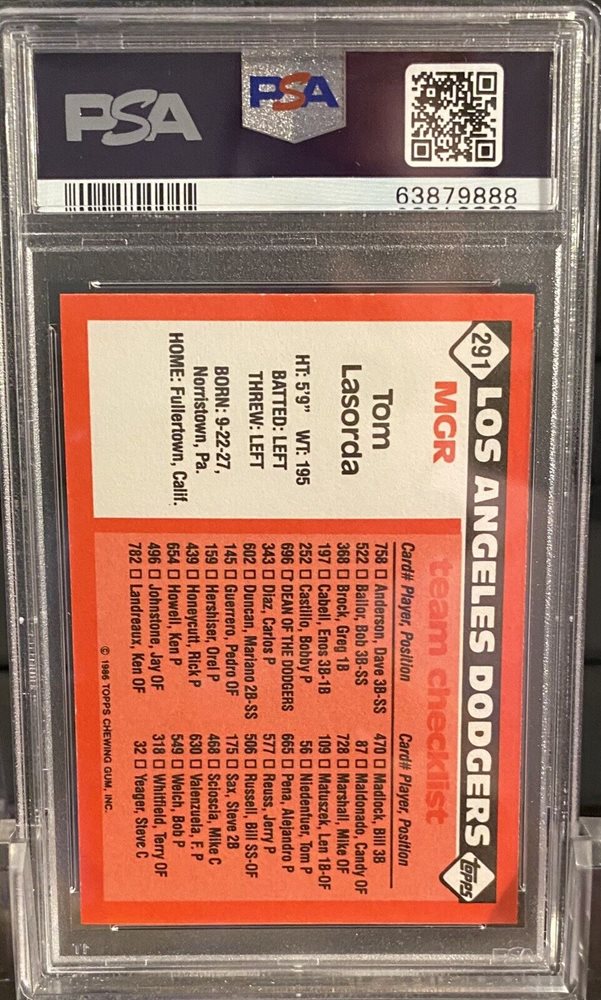 PSA
PSA
63879888
291 LOS ANGELES DODGERS topps
MGR
team checklist
Tom
Lasorda
HT: 5'9" WT: 195
BATTED: LEFT
THREW: LEFT
BORN: 9-22-27,
Norristown, Pa.
HOME: Fullertown, Calif.
Card# Player, Position
758 □ Anderson, Dave 3B-SS
522 □ Bailor, Bob 3B-SS
368 □ Brock, Greg 1B
197 □ Cabell, Enos 3B-1B
252 □ Castillo, Bobby P
696 □ DEAN OF THE DODGERS
343 □ Diaz, Carlos P
602 □ Duncan, Mariano 2B-SS
145 □ Guerrero, Pedro OF
159 □ Hershiser, Orel P
439 □ Honeycutt, Rick P
654 □ Howell, Ken P
496 □ Johnstone, Jay OF
782 □ Landreaux, Ken OF
Card# Player, Position
470 □ Madlock, Bill 3B
87 □ Maldonado, Candy OF
728 □ Marshall, Mike OF
109 □ Matuszek, Len 1B-OF
56 □ Niedenfuer, Tom P
665 □ Pena, Alejandro P
577 □ Reuss, Jerry P
506 □ Russell, Bill SS-OF
175 □ Sax, Steve 2B
468 □ Scioscia, Mike C
630 □ Valenzuela, F. P
549 □ Welch, Bob P
318 □ Whitfield, Terry OF
32 □ Yeager, Steve C
© 1986 TOPPS CHEWING GUM, INC.
PSA